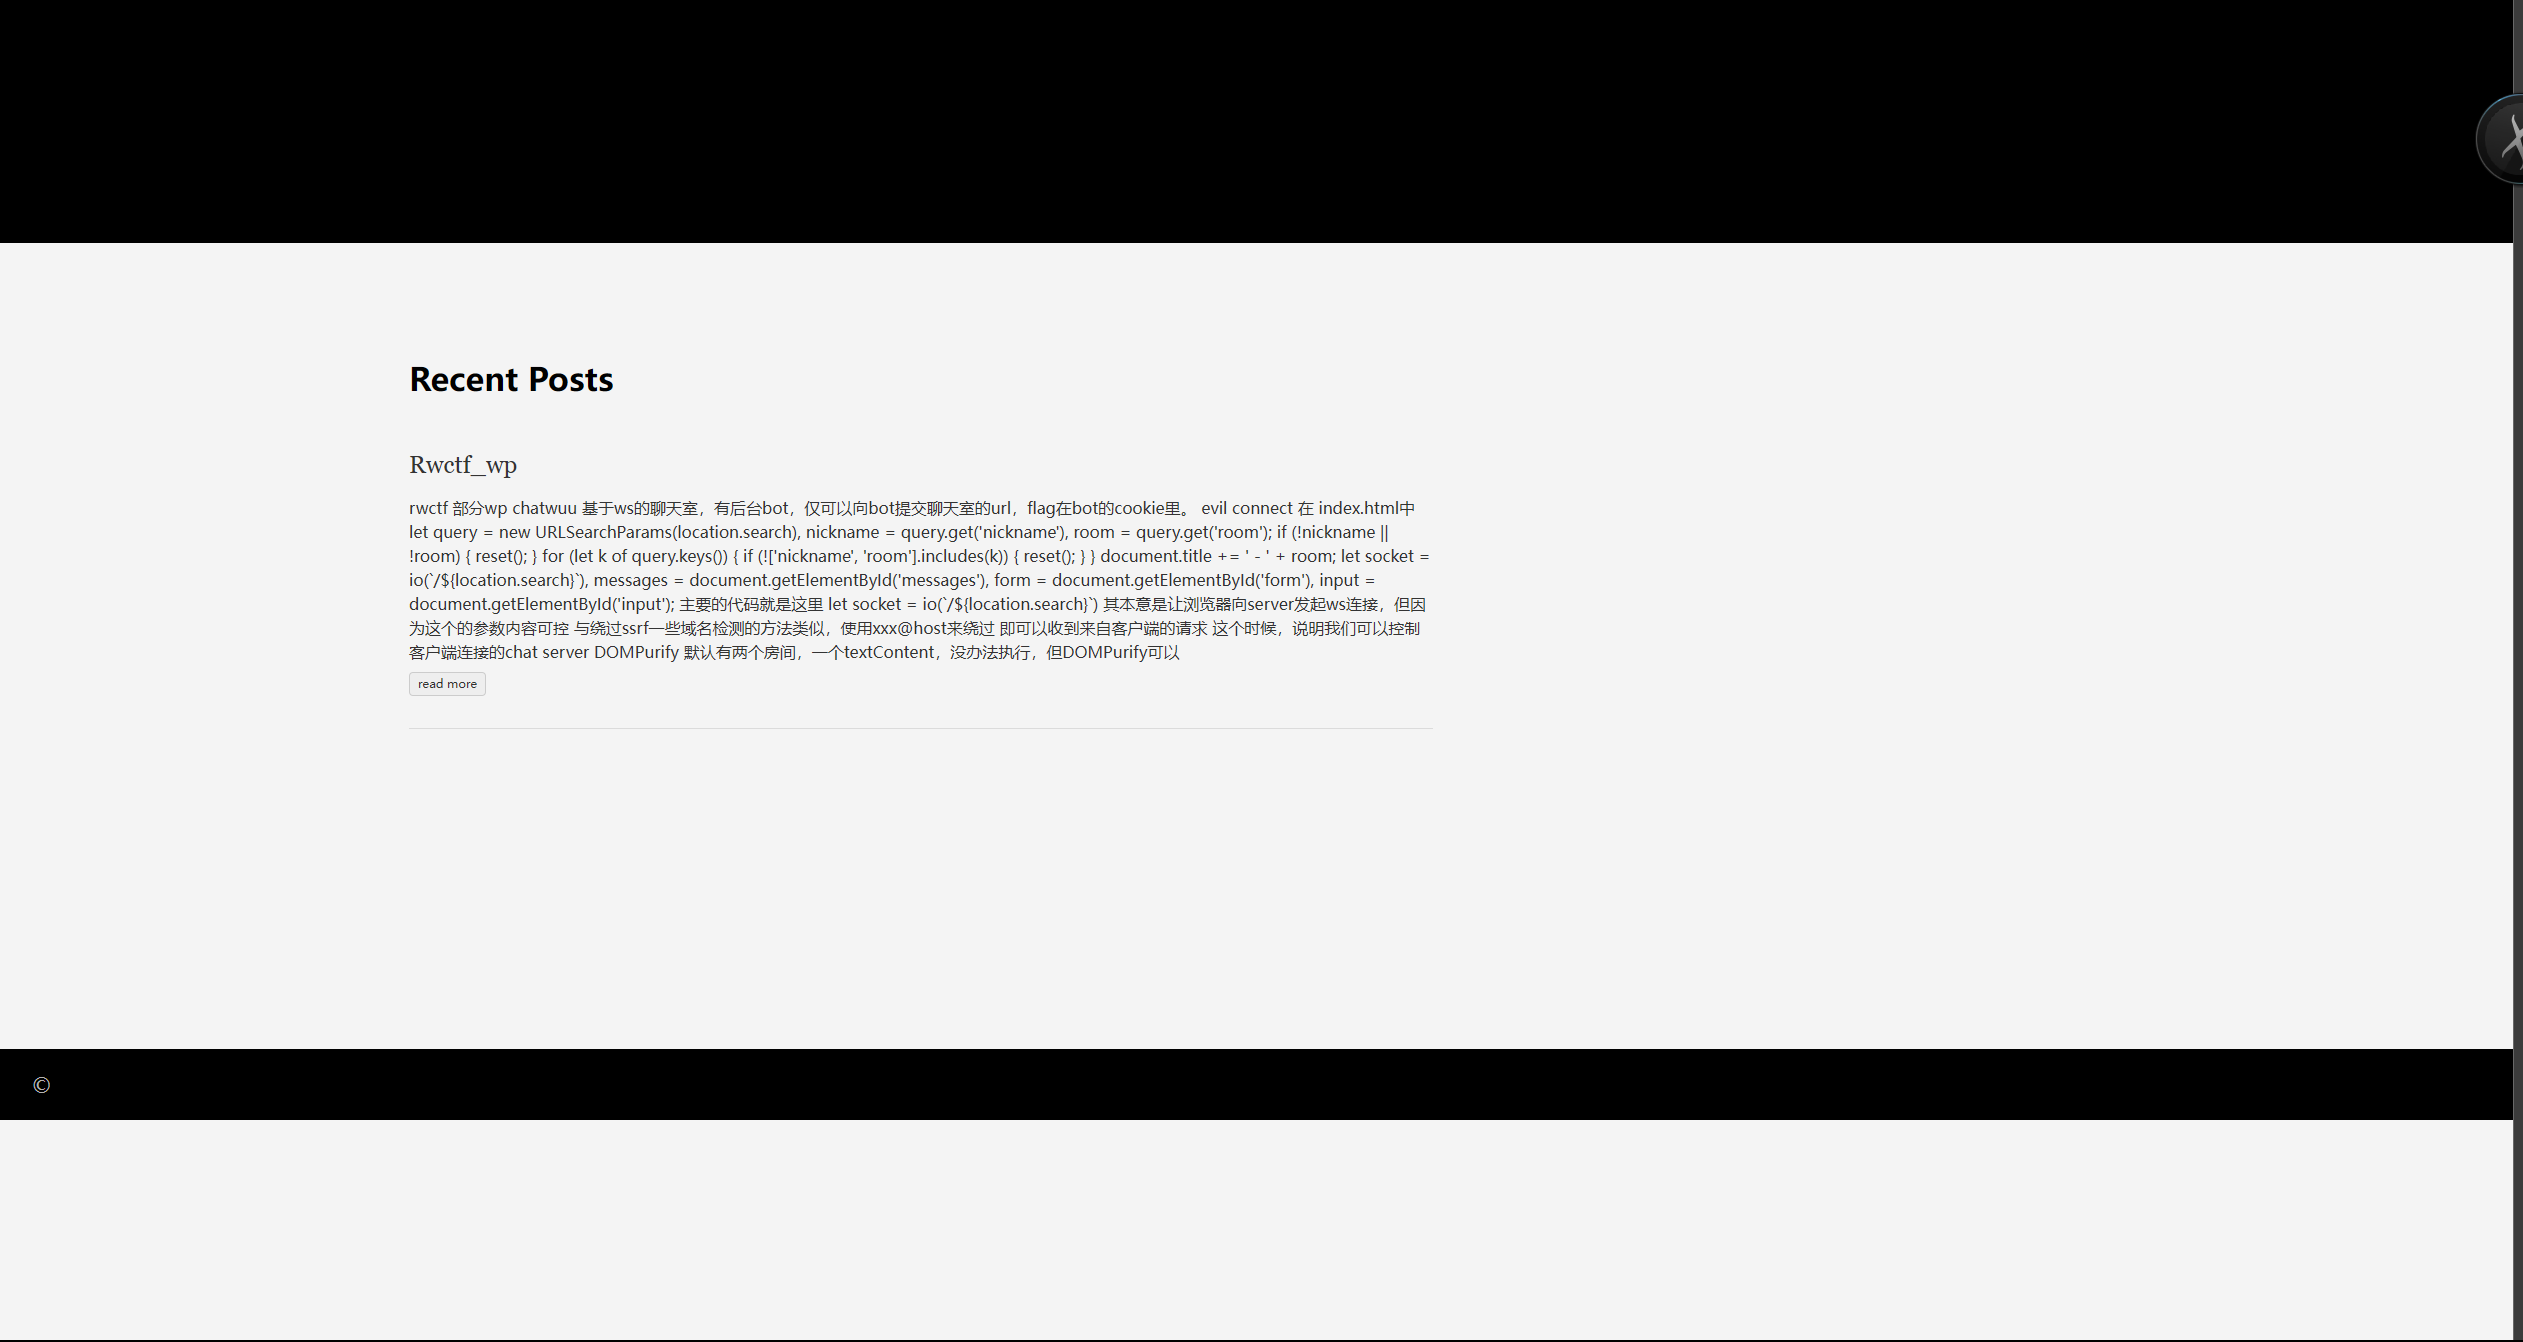 Recent Posts
Rwctf_wp
rwctf 部分wp chatwuu 基于ws的聊天室，有后台bot，仅可以向bot提交聊天室的url，flag在bot的cookie里。 evil connect 在 index.html中
let query = new URLSearchParams(location.search), nickname = query.get('nickname'), room = query.get('room'); if (!nickname ||
!room) { reset(); } for (let k of query.keys()) { if (!['nickname', 'room'].includes(k)) { reset(); } } document.title += ' - ' + room; let socket =
io(`/${location.search}`), messages = document.getElementById('messages'), form = document.getElementById('form'), input =
document.getElementById('input'); 主要的代码就是这里 let socket = io(`/${location.search}`) 其本意是让浏览器向server发起ws连接，但因
为这个的参数内容可控 与绕过ssrf一些域名检测的方法类似，使用xxx@host来绕过 即可以收到来自客户端的请求 这个时候，说明我们可以控制
客户端连接的chat server DOMPurify 默认有两个房间，一个textContent，没办法执行，但DOMPurify可以
read more
©